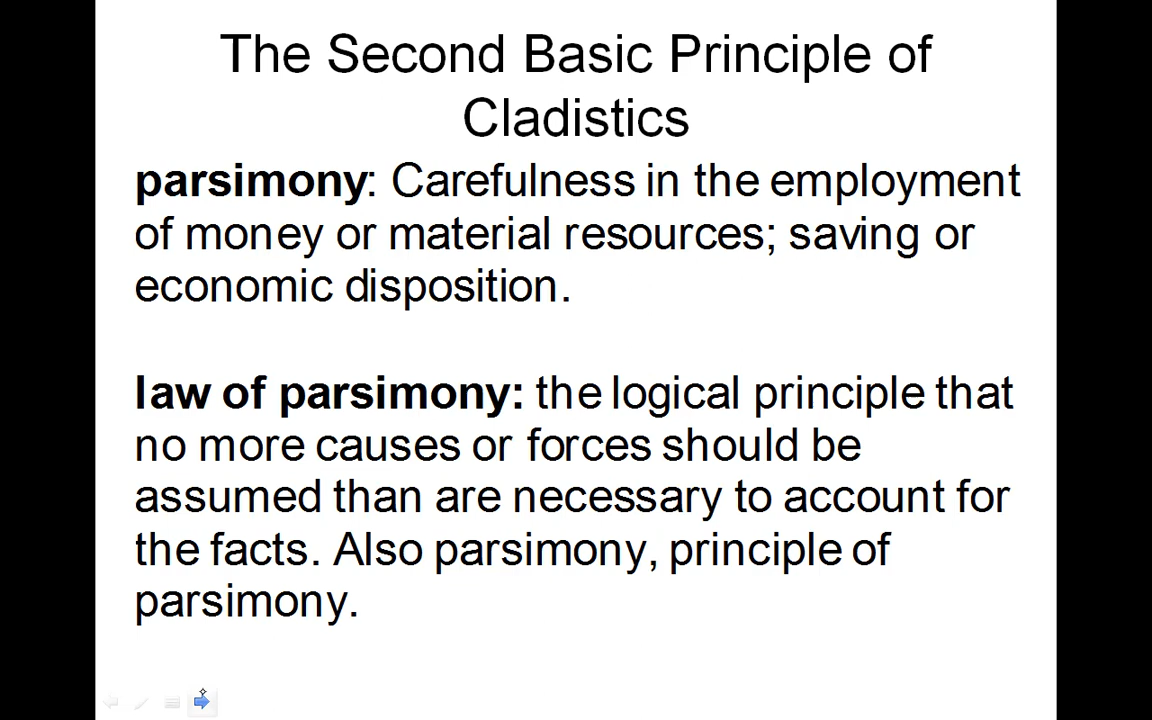 The Second Basic Principle of
Cladistics
parsimony: Carefulness in the employment
of money or material resources; saving or
economic disposition.
law of parsimony: the logical principle that
no more causes or forces should be
assumed than are necessary to account for
the facts. Also parsimony, principle of
parsimony.